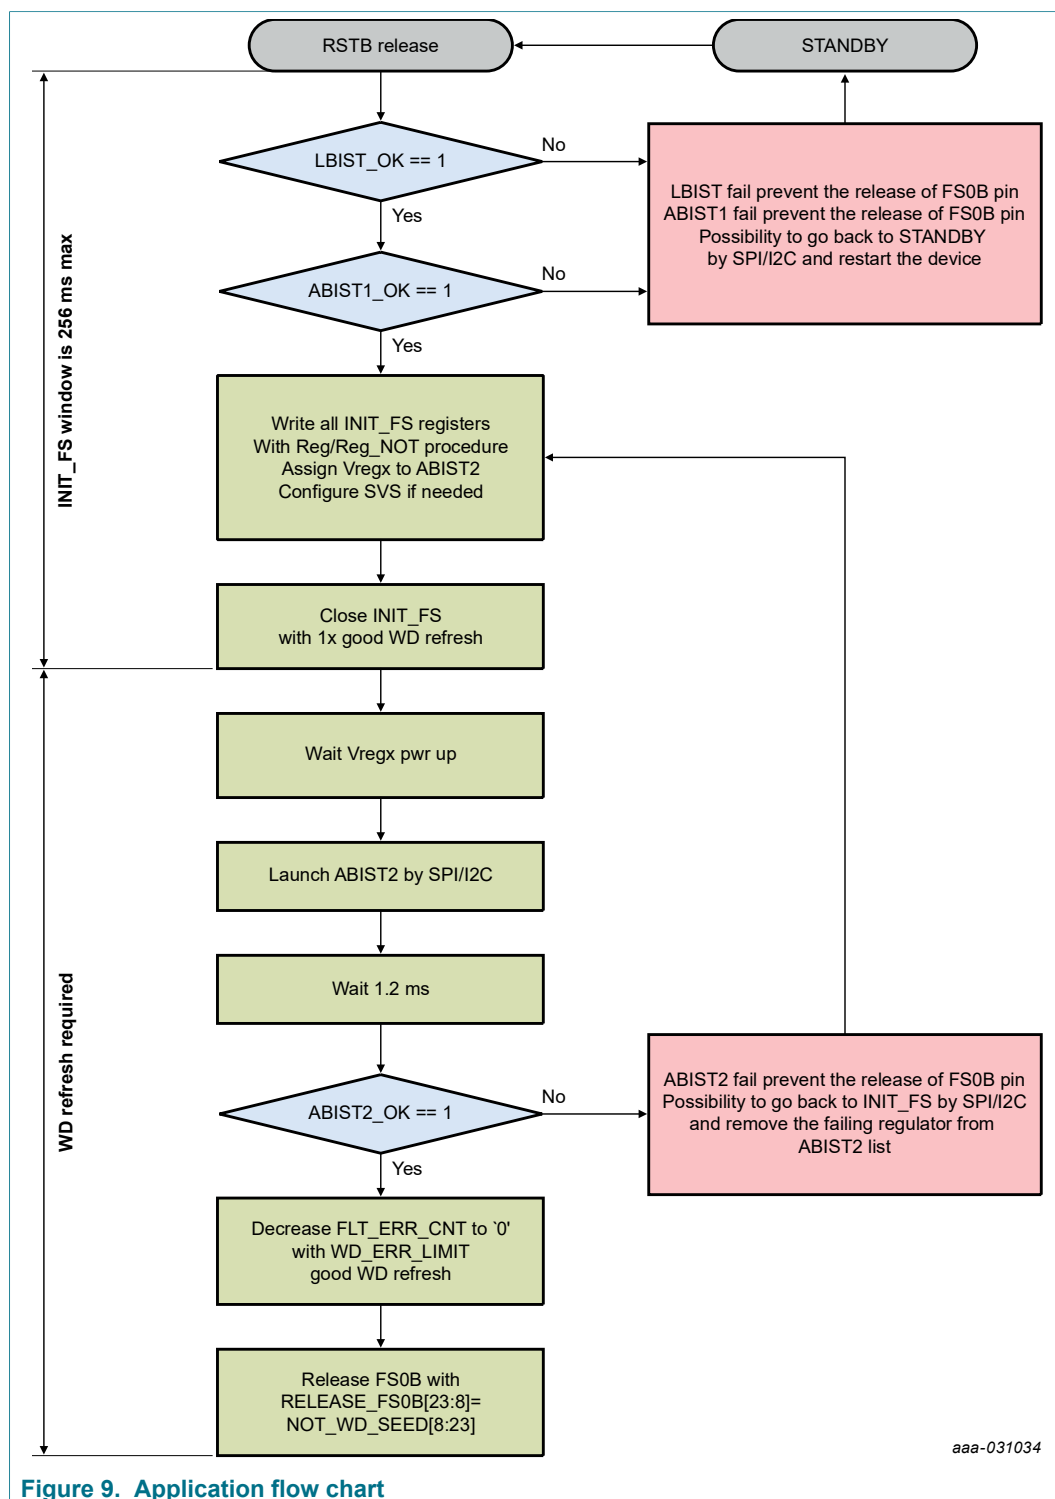 RSTB release
STANDBY
LBIST_OK == 1
No
Yes
LBIST fail prevent the release of FS0B pin
ABIST1 fail prevent the release of FS0B pin
Possibility to go back to STANDBY
by SPI/I2C and restart the device
ABIST1_OK == 1
No
Yes
INIT_FS window is 256 ms max
Write all INIT_FS registers
With Reg/Reg_NOT procedure
Assign Vregx to ABIST2
Configure SVS if needed
Close INIT_FS
with 1x good WD refresh
Wait Vregx pwr up
Launch ABIST2 by SPI/I2C
Wait 1.2 ms
WD refresh required
ABIST2_OK == 1
No
Yes
ABIST2 fail prevent the release of FS0B pin
Possibility to go back to INIT_FS by SPI/I2C
and remove the failing regulator from
ABIST2 list
Decrease FLT_ERR_CNT to `0'
with WD_ERR_LIMIT
good WD refresh
Release FS0B with
RELEASE_FS0B[23:8]=
NOT_WD_SEED[8:23]
aaa-031034
Figure 9. Application flow chart